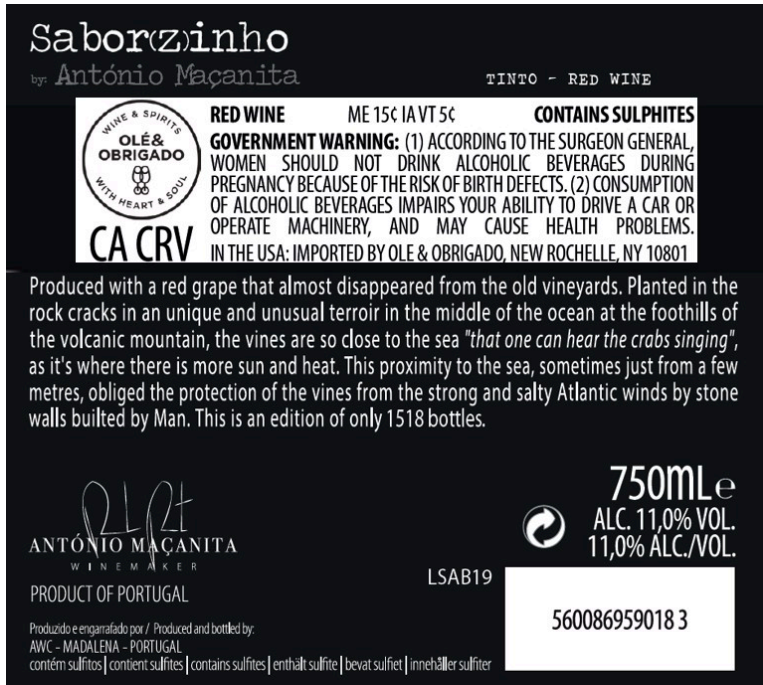 Sabor(z)inho
by: António Maçanita
TINTO - RED WINE
WINE & SPIRITS
OLÉ &
OBRIGADO
WITH HEART & SOUL
CA CRV
RED WINE ME 15¢ IA VT 5¢ CONTAINS SULPHITES
GOVERNMENT WARNING: (1) ACCORDING TO THE SURGEON GENERAL,
WOMEN SHOULD NOT DRINK ALCOHOLIC BEVERAGES DURING
PREGNANCY BECAUSE OF THE RISK OF BIRTH DEFECTS. (2) CONSUMPTION
OF ALCOHOLIC BEVERAGES IMPAIRS YOUR ABILITY TO DRIVE A CAR OR
OPERATE MACHINERY, AND MAY CAUSE HEALTH PROBLEMS.
IN THE USA: IMPORTED BY OLE & OBRIGADO, NEW ROCHELLE, NY 10801
Produced with a red grape that almost disappeared from the old vineyards. Planted in the
rock cracks in an unique and unusual terroir in the middle of the ocean at the foothills of
the volcanic mountain, the vines are so close to the sea "that one can hear the crabs singing",
as it's where there is more sun and heat. This proximity to the sea, sometimes just from a few
metres, obliged the protection of the vines from the strong and salty Atlantic winds by stone
walls builted by Man. This is an edition of only 1518 bottles.
ANTÓNIO MAÇANITA
WINEMAKER
PRODUCT OF PORTUGAL
Produzido e engarrafado por / Produced and bottled by:
AWC - MADALENA - PORTUGAL
contém sulfitos | contient sulfites | contains sulfites | enthält sulfite | bevat sulfiet | innehåller sulfiter
LSAB19
750mL e
ALC. 11,0% VOL.
11,0% ALC./VOL.
560086959018 3